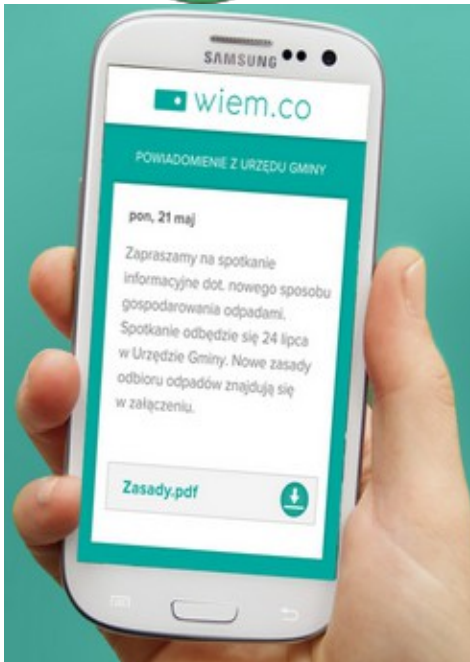 SAMSUNG
wiem.co
POWIADOMIENIE Z URZĘDU GMINY
pon, 21 maj
Zapraszamy na spotkanie
informacyjne dot. nowego sposobu
gospodarowania odpadami.
Spotkanie odbędzie się 24 lipca
w Urzędzie Gminy. Nowe zasady
odbioru odpadów znajdują się
w załączeniu.
Zasady.pdf